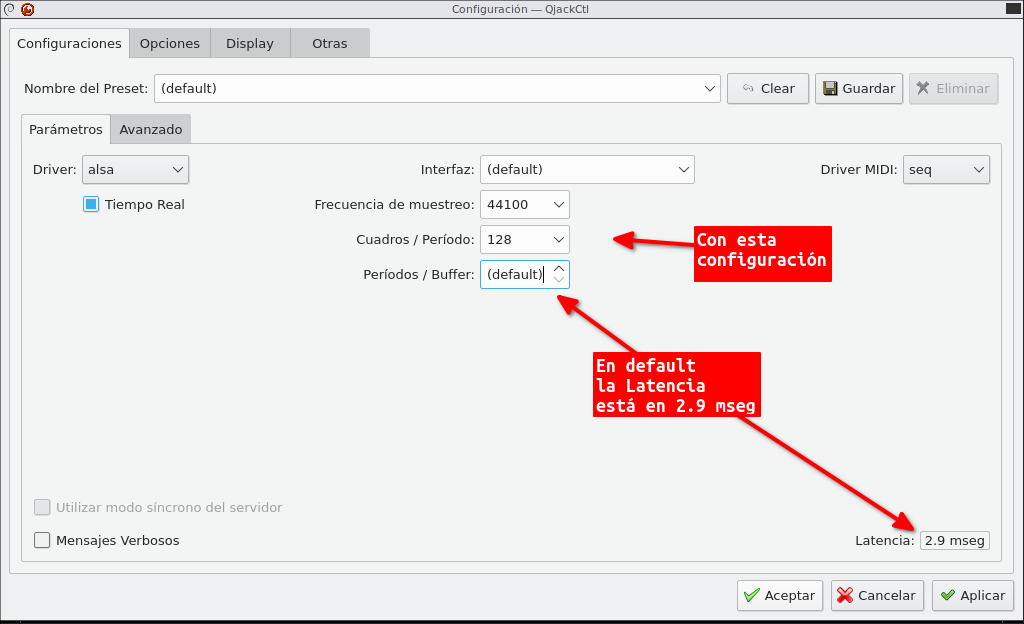 Configuración — QjackCtl
Configuraciones Opciones Display Otras
Nombre del Preset: (default) Clear Guardar Eliminar
Parámetros Avanzado
Driver: alsa Interfaz: (default) Driver MIDI: seq
Tiempo Real Frecuencia de muestreo: 44100
Cuadros / Período: 128
Con esta
configuración
Períodos / Buffer: (default)
En default
la Latencia
está en 2.9 mseg
Utilizar modo síncrono del servidor
Mensajes Verbosos Latencia: 2.9 mseg
Aceptar Cancelar Aplicar